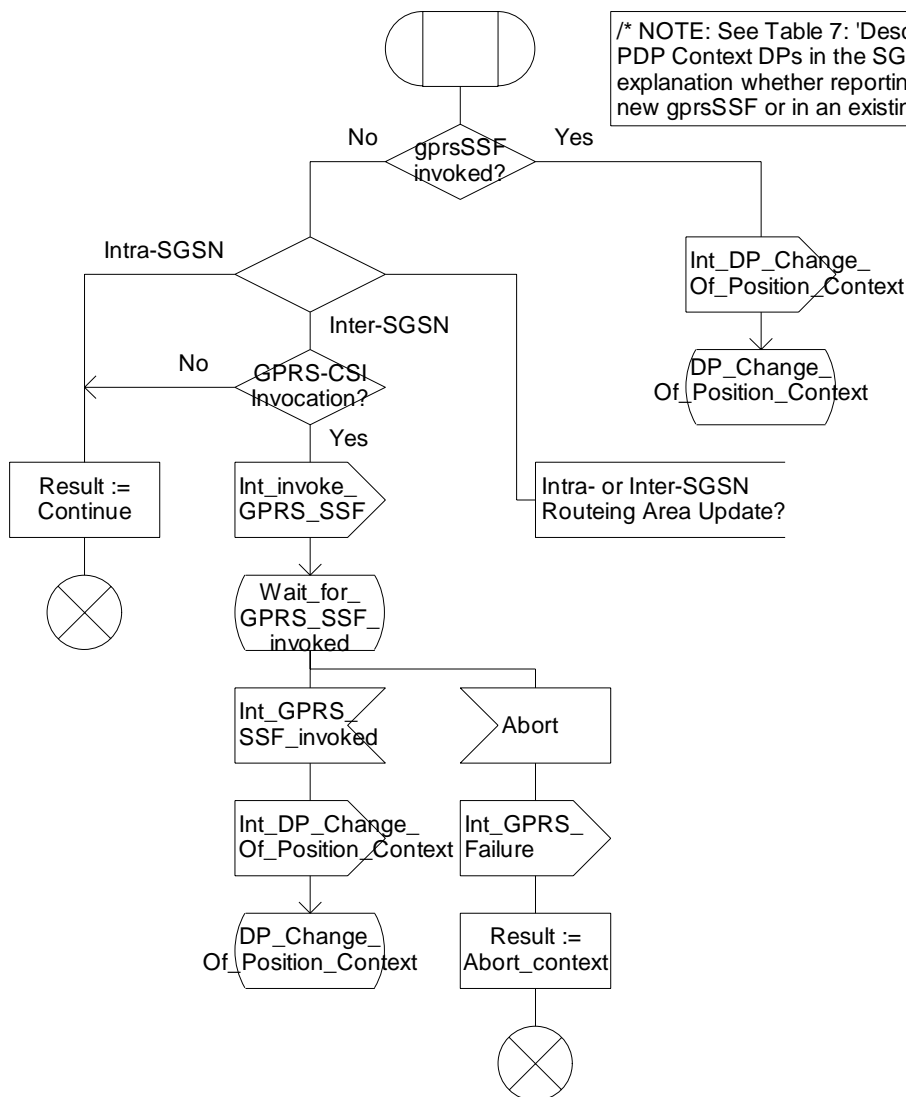 /* NOTE: See Table 7: 'Desc
PDP Context DPs in the SG
explanation whether reportin
new gprsSSF or in an existin
No
gprsSSF
invoked?
Yes
Intra-SGSN
Int_DP_Change_
Of_Position_Context
Inter-SGSN
No
GPRS-CSI
Invocation?
DP_Change_
Of_Position_Context
Yes
Result :=
Continue
Int_invoke_
GPRS_SSF
Intra- or Inter-SGSN
Routeing Area Update?
Wait_for_
GPRS_SSF_
invoked
Int_GPRS_
SSF_invoked
Abort
Int_DP_Change_
Of_Position_Context
Int_GPRS_
Failure
DP_Change_
Of_Position_Context
Result :=
Abort_context